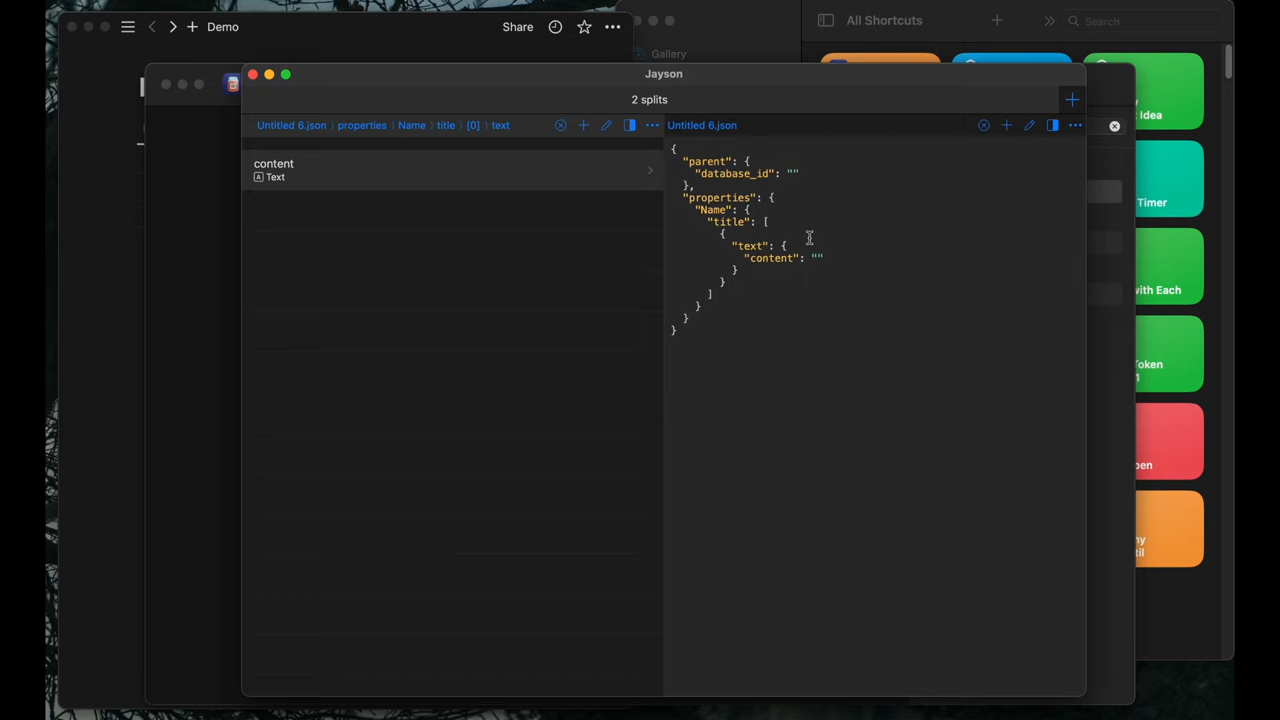 Share
Demo
All Shortcuts
Search
Gallery
Jayson
2 splits
Untitled 6.json 〉 properties 〉 Name 〉 title 〉 [0] 〉 text
content
A Text
Untitled 6.json
{
"parent": {
"database_id": ""
},
"properties": {
"Name": {
"title": [
{
"text": {
"content": ""
}
}
]
}
}
}
Idea
Timer
with Each
Token